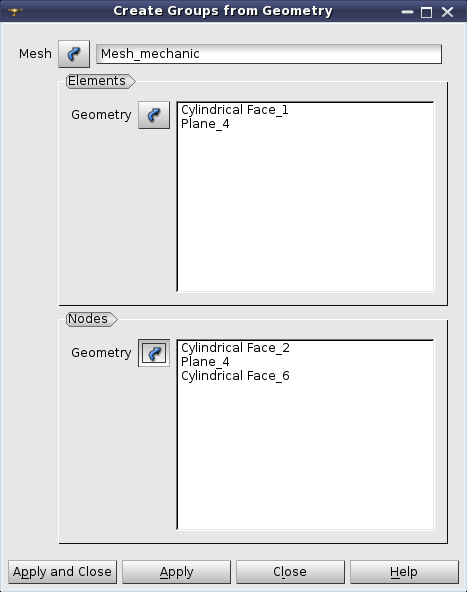 Create Groups from Geometry
Mesh Mesh_mechanic
Elements
Geometry Cylindrical Face_1
Plane_4
Nodes
Geometry Cylindrical Face_2
Plane_4
Cylindrical Face_6
Apply and Close Apply Close Help